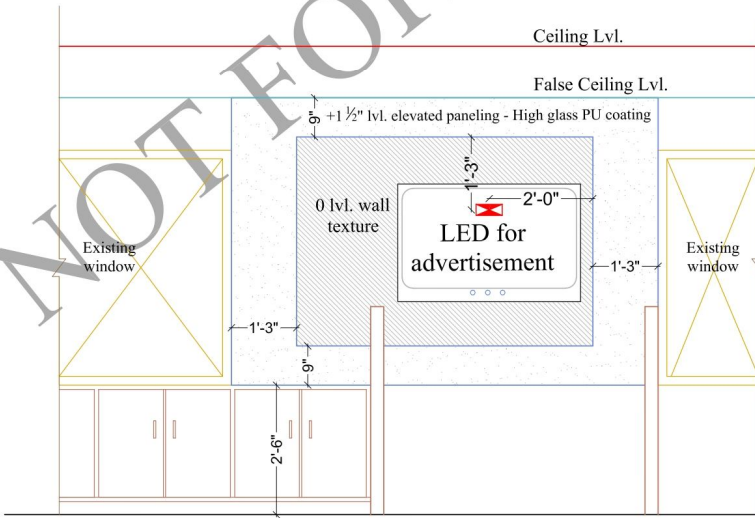 NOT FOR
Ceiling Lvl.
False Ceiling Lvl.
9"
+1 ½" lvl. elevated paneling - High glass PU coating
1'-3"
0 lvl. wall
texture
2'-0"
LED for
advertisement
Existing
window
Existing
window
1'-3"
1'-3"
9"
2'-6"